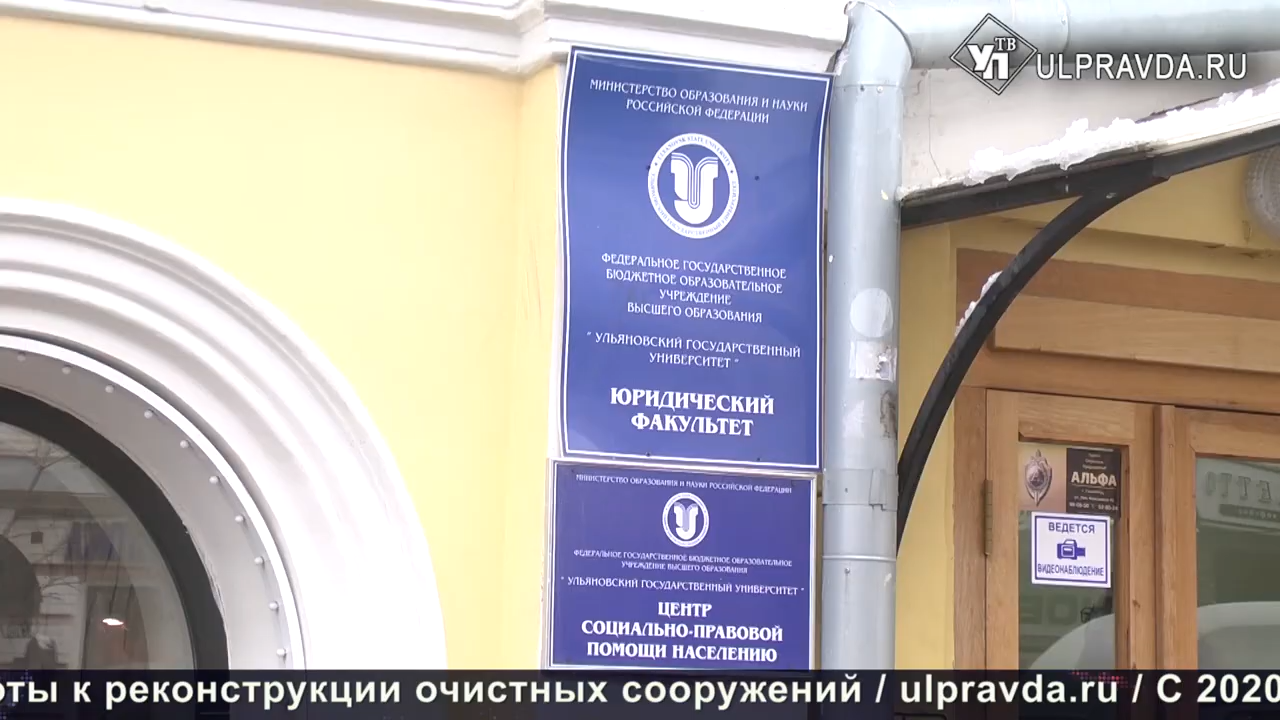 УП ТВ
ULPRAVDA.RU
МИНИСТЕРСТВО ОБРАЗОВАНИЯ И НАУКИ
РОССИЙСКОЙ ФЕДЕРАЦИИ
ФЕДЕРАЛЬНОЕ ГОСУДАРСТВЕННОЕ
БЮДЖЕТНОЕ ОБРАЗОВАТЕЛЬНОЕ
УЧРЕЖДЕНИЕ
ВЫСШЕГО ОБРАЗОВАНИЯ
" УЛЬЯНОВСКИЙ ГОСУДАРСТВЕННЫЙ
УНИВЕРСИТЕТ "
ЮРИДИЧЕСКИЙ
ФАКУЛЬТЕТ
МИНИСТЕРСТВО ОБРАЗОВАНИЯ И НАУКИ РОССИЙСКОЙ ФЕДЕРАЦИИ
ФЕДЕРАЛЬНОЕ ГОСУДАРСТВЕННОЕ БЮДЖЕТНОЕ ОБРАЗОВАТЕЛЬНОЕ
УЧРЕЖДЕНИЕ ВЫСШЕГО ОБРАЗОВАНИЯ
" УЛЬЯНОВСКИЙ ГОСУДАРСТВЕННЫЙ УНИВЕРСИТЕТ "
ЦЕНТР
СОЦИАЛЬНО-ПРАВОВОЙ
ПОМОЩИ НАСЕЛЕНИЮ
АЛЬФА
ВЕДЕТСЯ
ВИДЕОНАБЛЮДЕНИЕ
оты к реконструкции очистных сооружений / ulpravda.ru / С 2020